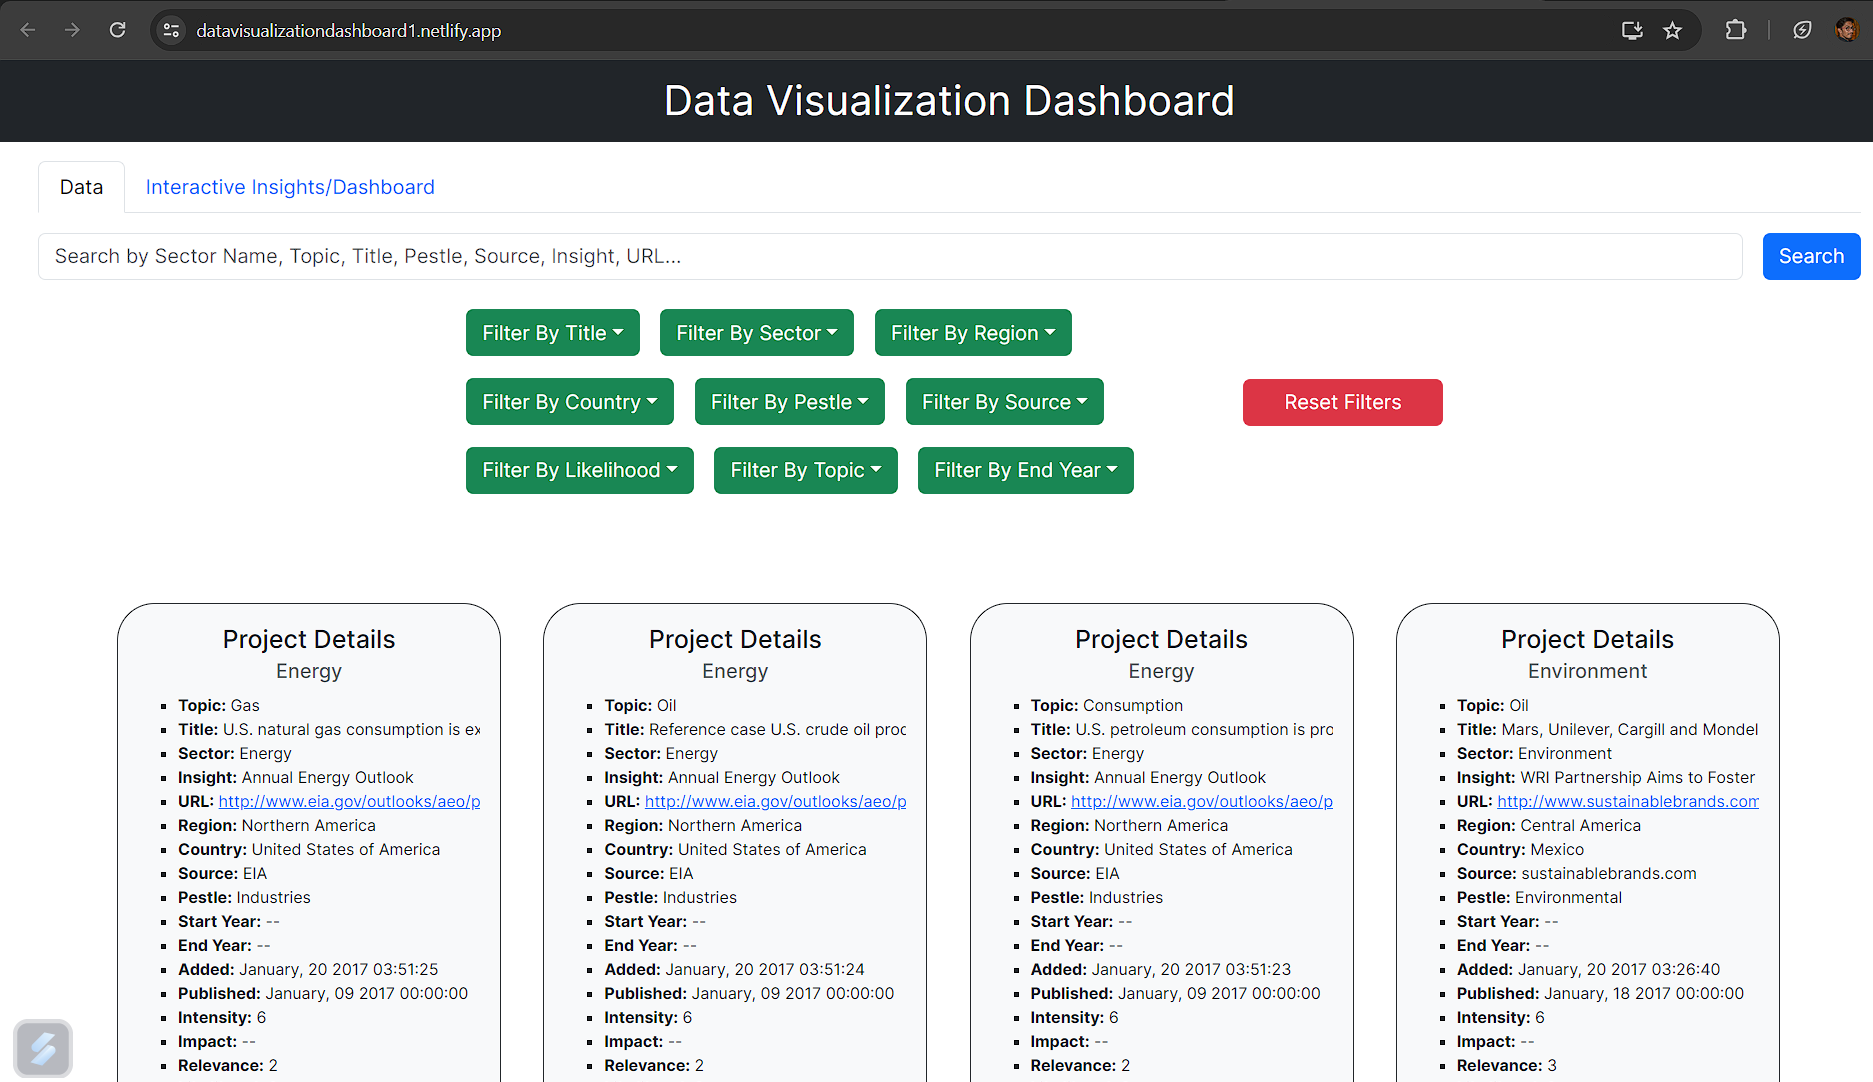 datavisualizationdashboard1.netlify.app
Data Visualization Dashboard
Data
Interactive Insights/Dashboard
Search by Sector Name, Topic, Title, Pestle, Source, Insight, URL...
Search
Filter By Title
Filter By Sector
Filter By Region
Filter By Country
Filter By Pestle
Filter By Source
Reset Filters
Filter By Likelihood
Filter By Topic
Filter By End Year
Project Details
Energy
Topic: Gas
Title: U.S. natural gas consumption is ex
Sector: Energy
Insight: Annual Energy Outlook
URL: http://www.eia.gov/outlooks/aeo/p
Region: Northern America
Country: United States of America
Source: EIA
Pestle: Industries
Start Year: --
End Year: --
Added: January, 20 2017 03:51:25
Published: January, 09 2017 00:00:00
Intensity: 6
Impact: --
Relevance: 2
Project Details
Energy
Topic: Oil
Title: Reference case U.S. crude oil proc
Sector: Energy
Insight: Annual Energy Outlook
URL: http://www.eia.gov/outlooks/aeo/p
Region: Northern America
Country: United States of America
Source: EIA
Pestle: Industries
Start Year: --
End Year: --
Added: January, 20 2017 03:51:24
Published: January, 09 2017 00:00:00
Intensity: 6
Impact: --
Relevance: 2
Project Details
Energy
Topic: Consumption
Title: U.S. petroleum consumption is pro
Sector: Energy
Insight: Annual Energy Outlook
URL: http://www.eia.gov/outlooks/aeo/p
Region: Northern America
Country: United States of America
Source: EIA
Pestle: Industries
Start Year: --
End Year: --
Added: January, 20 2017 03:51:23
Published: January, 09 2017 00:00:00
Intensity: 6
Impact: --
Relevance: 2
Project Details
Environment
Topic: Oil
Title: Mars, Unilever, Cargill and Mondel
Sector: Environment
Insight: WRI Partnership Aims to Foster
URL: http://www.sustainablebrands.com
Region: Central America
Country: Mexico
Source: sustainablebrands.com
Pestle: Environmental
Start Year: --
End Year: --
Added: January, 20 2017 03:26:40
Published: January, 18 2017 00:00:00
Intensity: 6
Impact: --
Relevance: 3